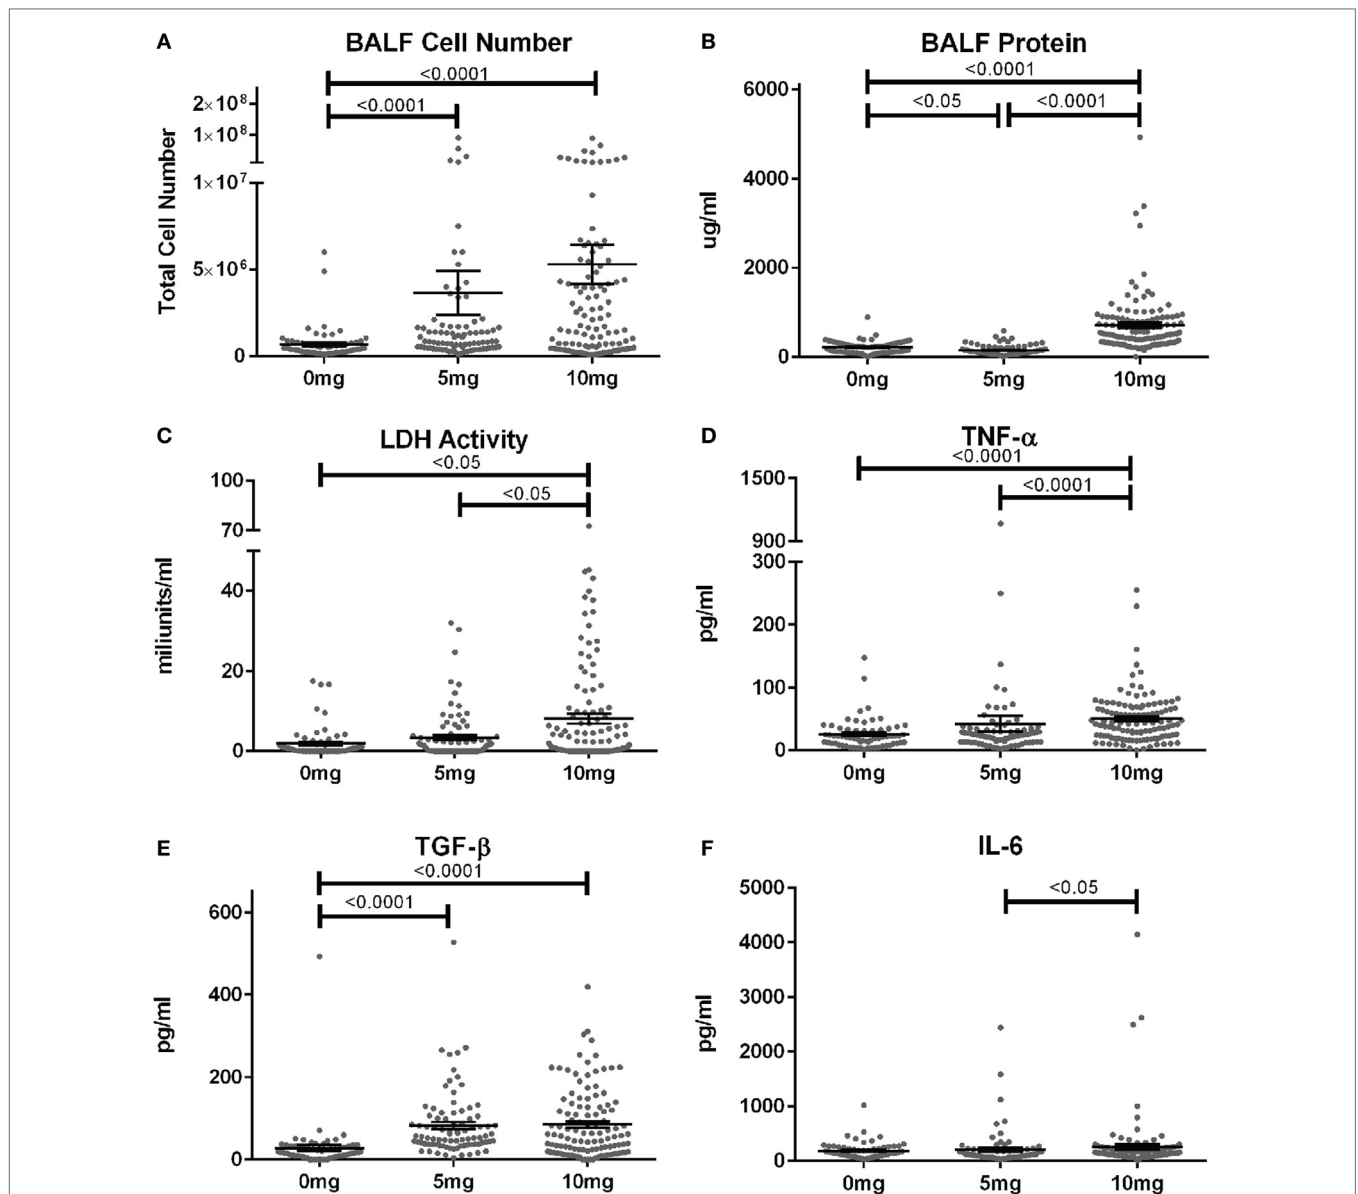 A
BALF Cell Number
<0.0001
<0.0001
2×10⁸
1×10⁸
1×10⁷
5×10⁶
0
Total Cell Number
0mg 5mg 10mg
B
BALF Protein
<0.0001
<0.05 <0.0001
6000
4000
2000
0
ug/ml
0mg 5mg 10mg
C
LDH Activity
<0.05
<0.05
100
70
40
20
0
miliunits/ml
0mg 5mg 10mg
D
TNF-α
<0.0001
<0.0001
1500
900
300
200
100
0
pg/ml
0mg 5mg 10mg
E
TGF-β
<0.0001
<0.0001
600
400
200
0
pg/ml
0mg 5mg 10mg
F
IL-6
<0.05
5000
4000
3000
2000
1000
0
pg/ml
0mg 5mg 10mg